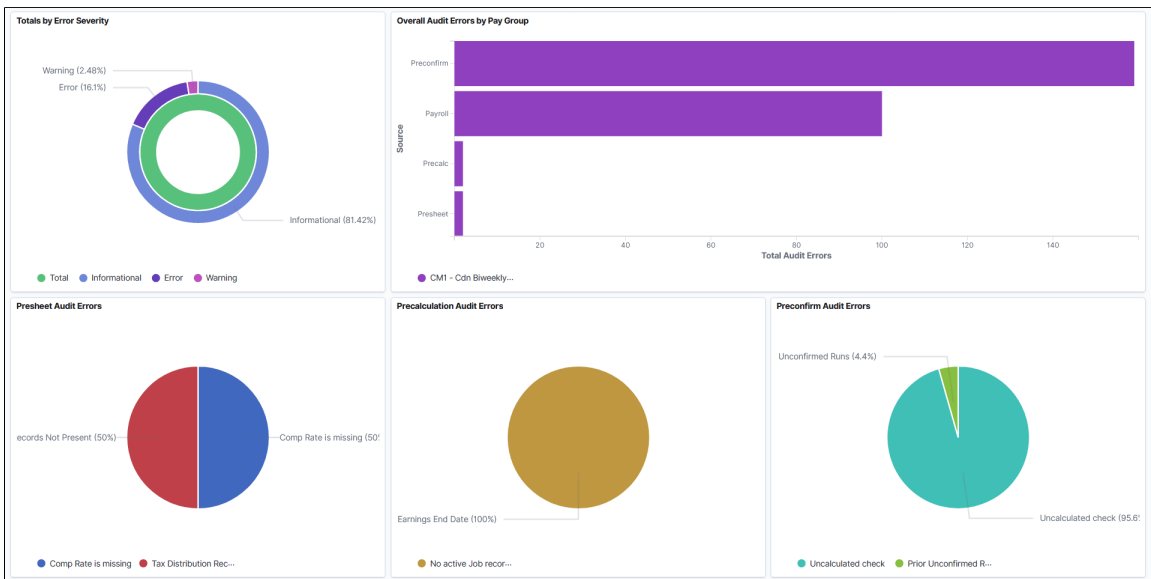 Totals by Error Severity
Warning (2.48%)
Error (16.1%)
Informational (81.42%)
Total Informational Error Warning
Overall Audit Errors by Pay Group
Preconfirm
Payroll
Precalc
Presheet
Source
20 40 60 80 100 120 140
Total Audit Errors
CM1 - Cdn Biweekly...
Presheet Audit Errors
ecords Not Present (50%)
Comp Rate is missing (50%
Comp Rate is missing Tax Distribution Rec...
Precalculation Audit Errors
Earnings End Date (100%)
No active Job recor...
Preconfirm Audit Errors
Unconfirmed Runs (4.4%)
Uncalculated check (95.6%
Uncalculated check Prior Unconfirmed R...